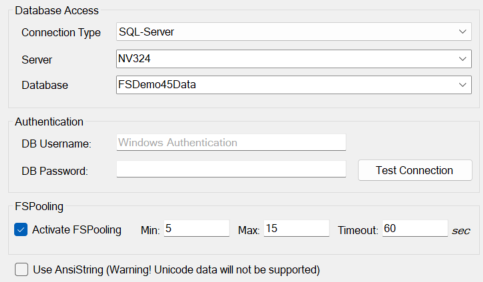 Database Access
Connection Type SQL-Server
Server NV324
Database FSDemo45Data
Authentication
DB Username: Windows Authentication
DB Password:
Test Connection
FSPooling
Activate FSPooling Min: 5 Max: 15 Timeout: 60 sec
Use AnsiString (Warning! Unicode data will not be supported)